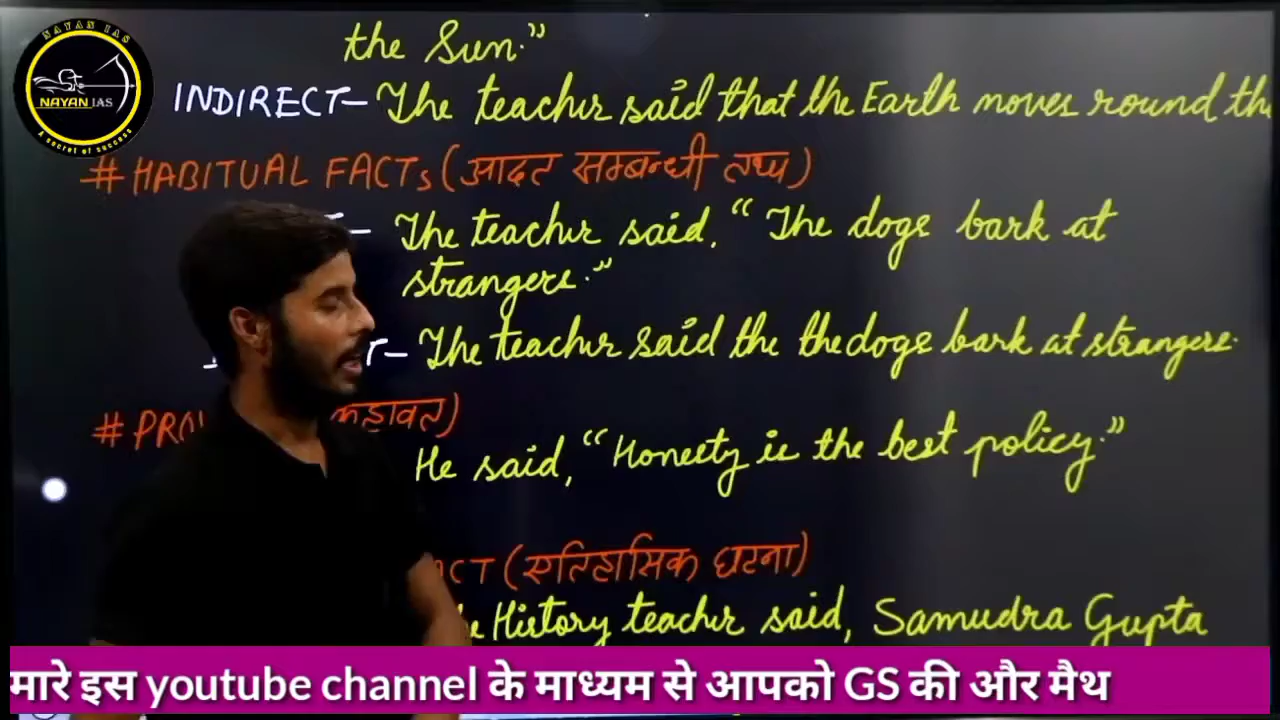 NAYAN IAS
NAYAN IAS
A secret of success
the Sun."
INDIRECT- The teacher said that the Earth moves round the
# HABITUAL FACTs (आदत सम्बन्धी तथ्य)
- The teacher said, "The dogs bark at
strangers."
T- The teacher said the the dogs bark at strangers.
# PRO कहावत)
He said, "Honesty is the best policy."
ACT (एतिहासिक घटना)
History teacher said, Samudra Gupta
मारे इस youtube channel के माध्यम से आपको GS की और मैथ